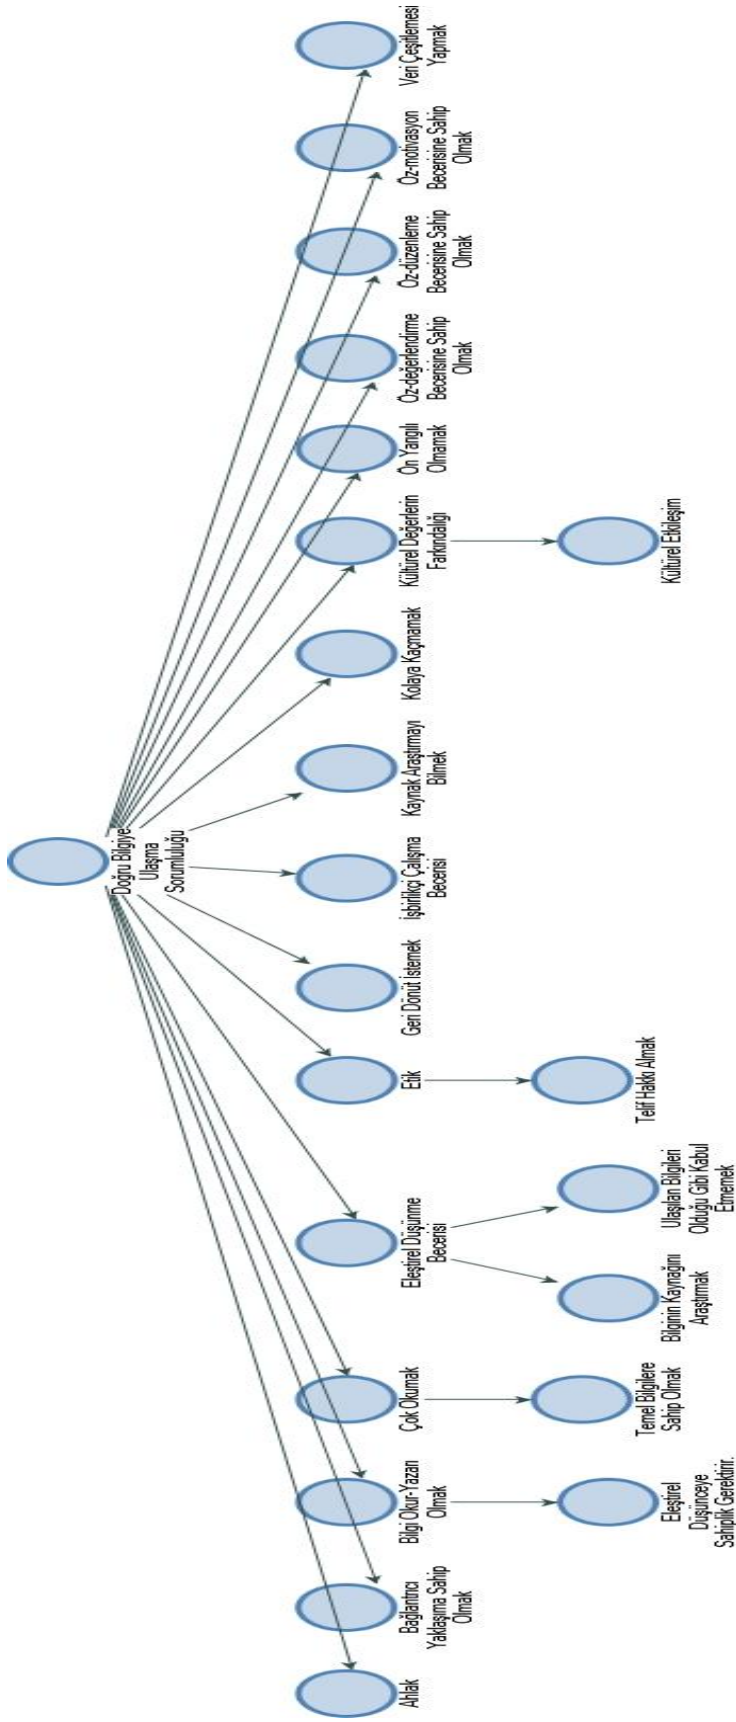 Doğru Bilgiye
Ulaşma
Sorumluluğu
Ahlak
Bağlantıcı
Yaklaşıma Sahip
Olmak
Bilgi Okur-Yazarı
Olmak
Çok Okumak
Eleştirel Düşünme
Becerisi
Etik
Geri Dönüt İstemek
İşbirlikçi Çalışma
Becerisi
Kaynak Araştırmayı
Bilmek
Kolaya Kaçmamak
Kültürel Değerlerin
Farkındalığı
Ön Yargılı
Olmamak
Öz-değerlendirme
Becerisine Sahip
Olmak
Öz-düzenleme
Becerisine Sahip
Olmak
Öz-motivasyon
Becerisine Sahip
Olmak
Veri Çeşitlemesi
Yapmak
Eleştirel
Düşünceye
Sahiplik Gerektirir.
Temel Bilgilere
Sahip Olmak
Bilginin Kaynağını
Araştırmak
Ulaşılan Bilgileri
Olduğu Gibi Kabul
Etmemek
Telif Hakkı Almak
Kültürel Etkileşim